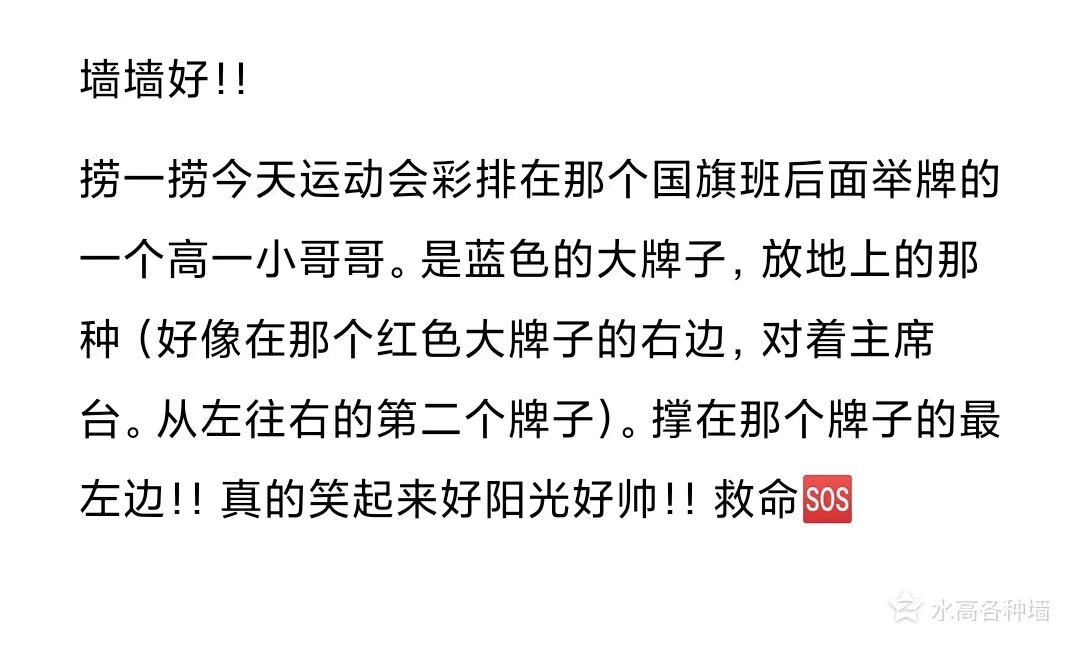 墙墙好！！
捞一捞今天运动会彩排在那个国旗班后面举牌的
一个高一小哥哥。是蓝色的大牌子，放地上的那
种（好像在那个红色大牌子的右边，对着主席
台。从左往右的第二个牌子）。撑在那个牌子的最
左边！！真的笑起来好阳光好帅！！救命🆘
水高各种墙